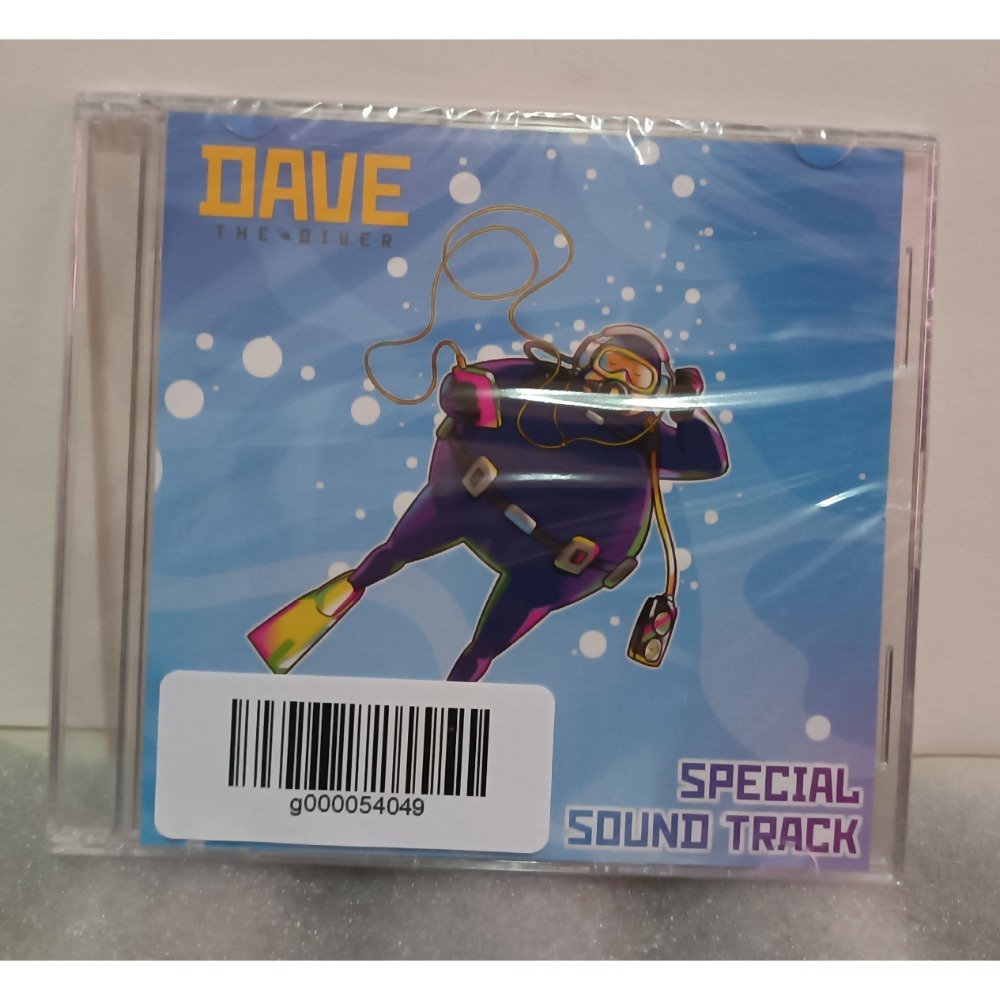 DAVE
THE DIVER
g000054049
SPECIAL
SOUND TRACK